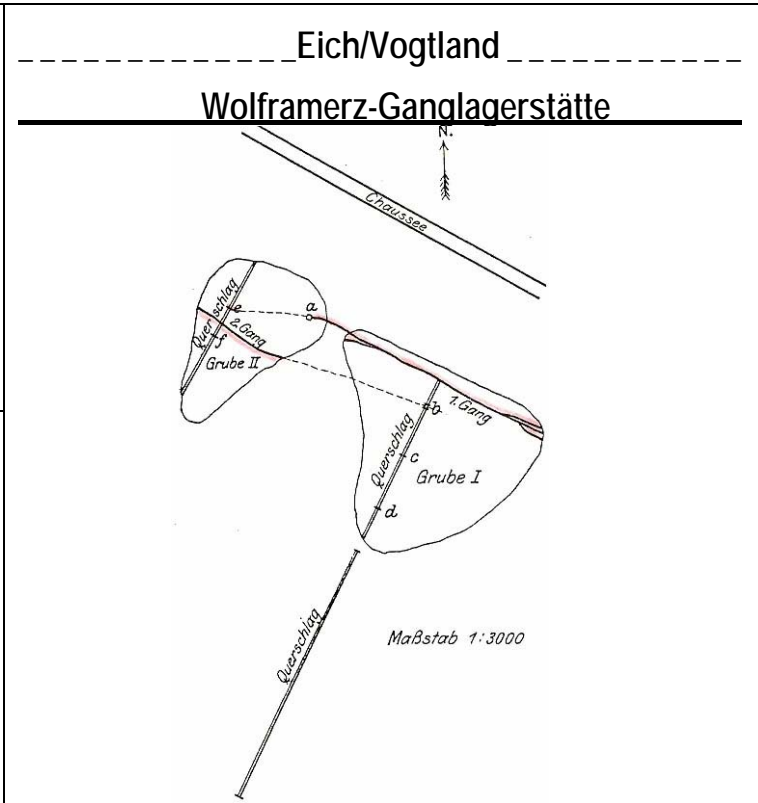 Eich/Vogtland
Wolframerz-Ganglagerstätte
N.
Chaussee
Querschlag
e
a
2. Gang
f
Grube II
b
1. Gang
Querschlag
c
Grube I
d
Querschlag
Maßstab 1:3000